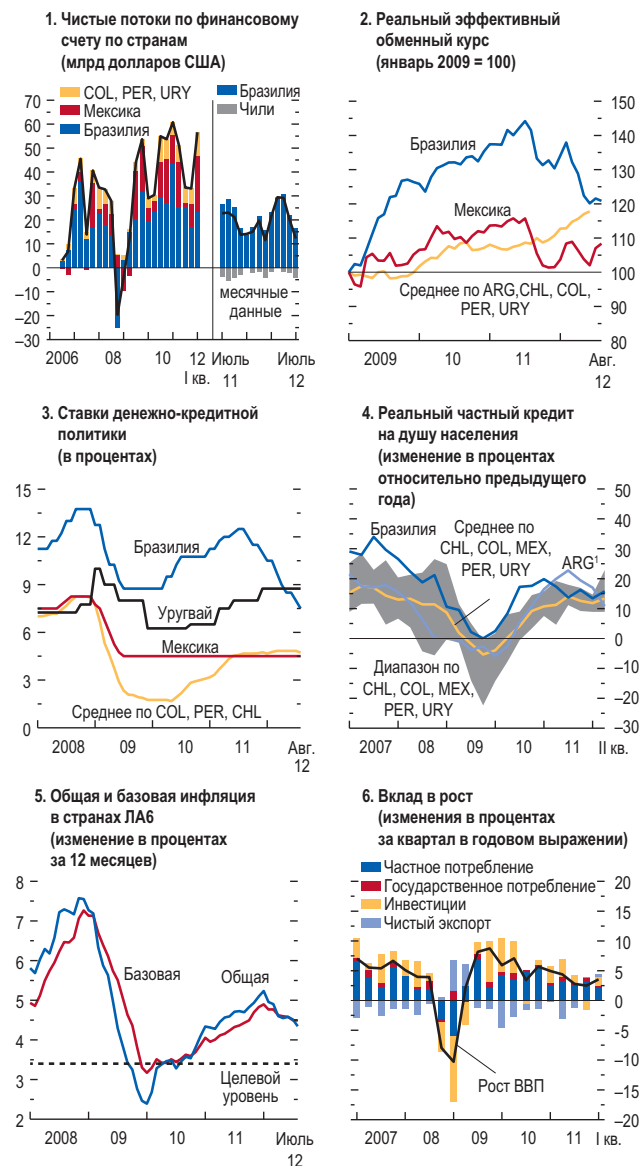 1. Чистые потоки по финансовому
счету по странам
(млрд долларов США)
COL, PER, URY
Мексика
Бразилия
Бразилия
Чили
70
60
50
40
30
20
10
0
–10
–20
–30
месячные
данные
2006
08
10
12
I кв.
Июль
11
Июль
12
2. Реальный эффективный
обменный курс
(январь 2009 = 100)
150
140
130
120
110
100
90
80
Бразилия
Мексика
Среднее по ARG,CHL, COL,
PER, URY
2009
10
11
Авг.
12
3. Ставки денежно-кредитной
политики
(в процентах)
15
12
9
6
3
0
Бразилия
Уругвай
Мексика
Среднее по COL, PER, CHL
2008
09
10
11
Авг.
12
4. Реальный частный кредит
на душу населения
(изменение в процентах
относительно предыдущего
года)
50
40
30
20
10
0
–10
–20
–30
Бразилия
Среднее по
CHL, COL, MEX,
PER, URY
ARG¹
Диапазон по
CHL, COL, MEX,
PER, URY
2007
08
09
10
11
II кв.
5. Общая и базовая инфляция
в странах ЛА6
(изменение в процентах
за 12 месяцев)
8
7
6
5
4
3
2
Базовая
Общая
Целевой
уровень
2008
09
10
11
Июль
12
6. Вклад в рост
(изменения в процентах
за квартал в годовом выражении)
Частное потребление
Государственное потребление
Инвестиции
Чистый экспорт
20
15
10
5
0
–5
–10
–15
–20
Рост ВВП
2007
08
09
10
11
I кв.